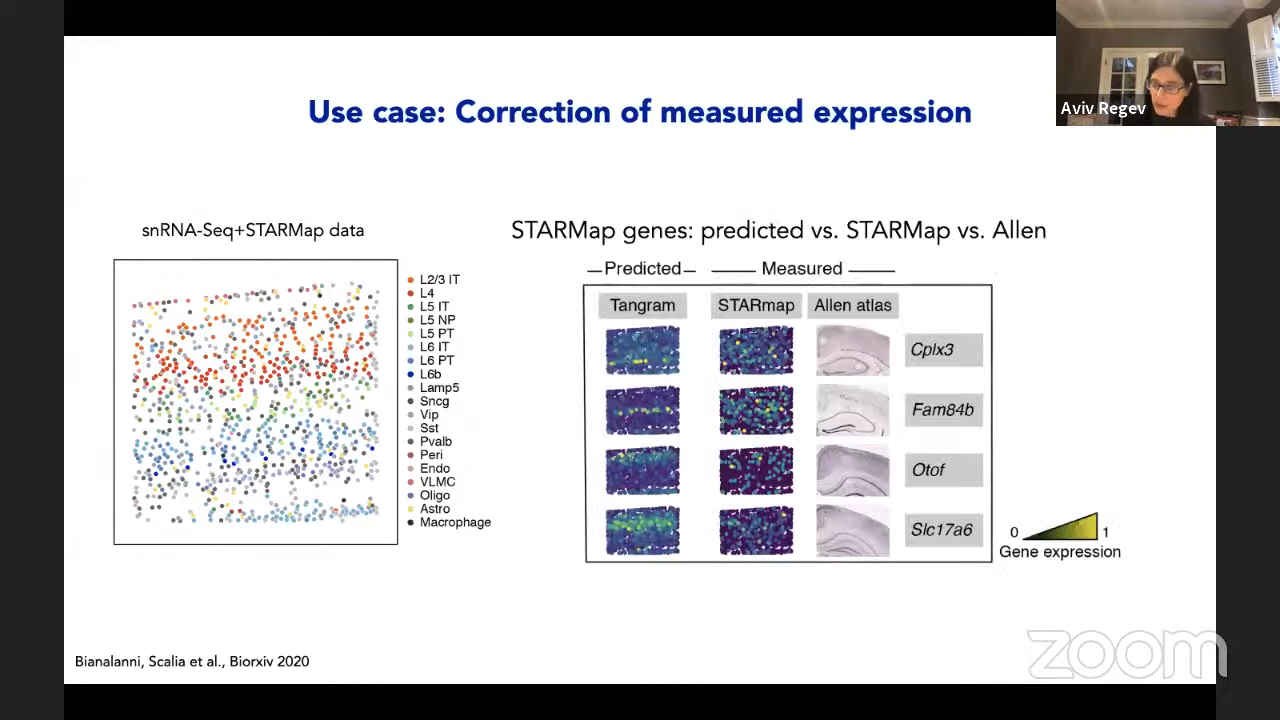 Aviv Regev
Use case: Correction of measured expression
snRNA-Seq+STARMap data
L2/3 IT
L4
L5 IT
L5 NP
L5 PT
L6 IT
L6 PT
L6b
Lamp5
Sncg
Vip
Sst
Pvalb
Peri
Endo
VLMC
Oligo
Astro
Macrophage
STARMap genes: predicted vs. STARMap vs. Allen
Predicted Measured
Tangram STARmap Allen atlas
Cplx3
Fam84b
Otof
Slc17a6
0 1
Gene expression
Bianalanni, Scalia et al., Biorxiv 2020
zoom